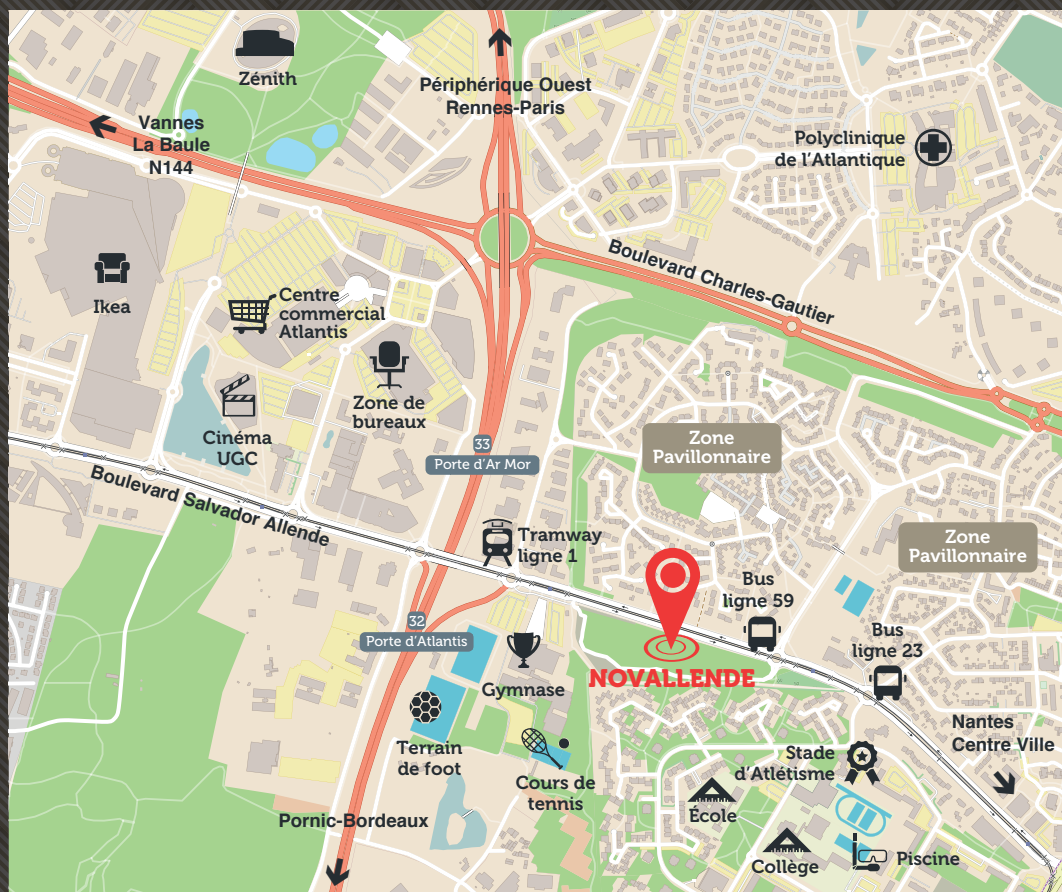 Zénith
Périphérique Ouest
Rennes-Paris
Vannes
La Baule
N144
Polyclinique
de l'Atlantique
Boulevard Charles-Gautier
Ikea
Centre
commercial
Atlantis
Zone de
bureaux
Cinéma
UGC
33
Porte d'Ar Mor
Zone
Pavillonnaire
Boulevard Salvador Allende
Tramway
ligne 1
Zone
Pavillonnaire
Bus
ligne 59
32
Porte d'Atlantis
Bus
ligne 23
NOVALLENDE
Gymnase
Nantes
Centre Ville
Terrain
de foot
Stade
d'Atlétisme
Cours de
tennis
École
Pornic-Bordeaux
Collège
Piscine